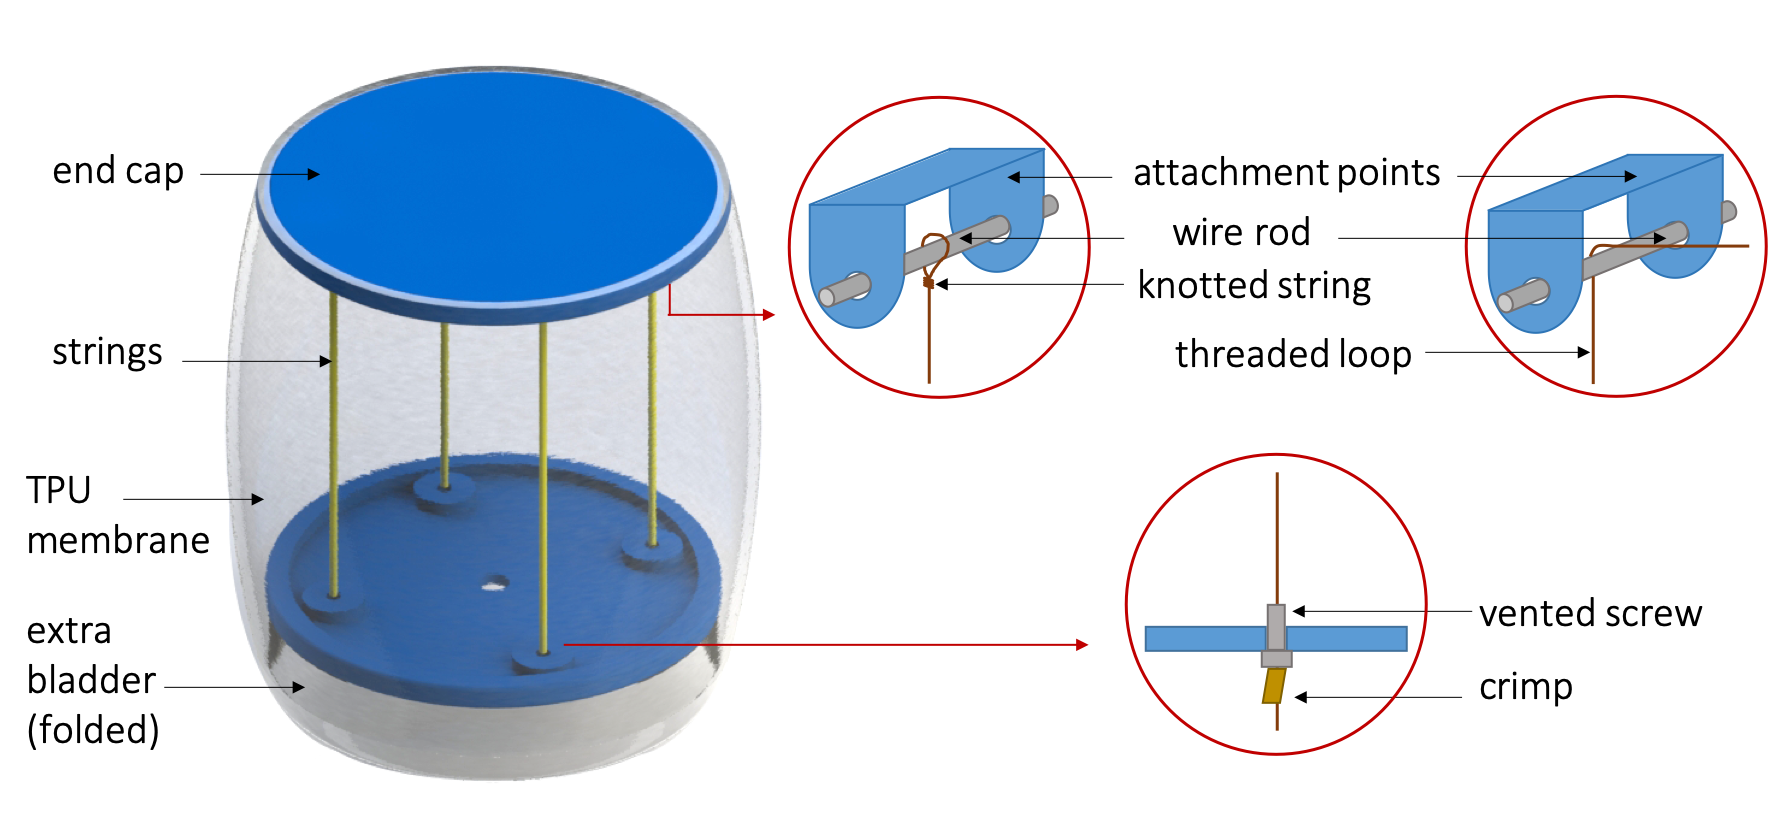 end cap
strings
TPU
membrane
extra
bladder
(folded)
attachment points
wire rod
knotted string
threaded loop
vented screw
crimp